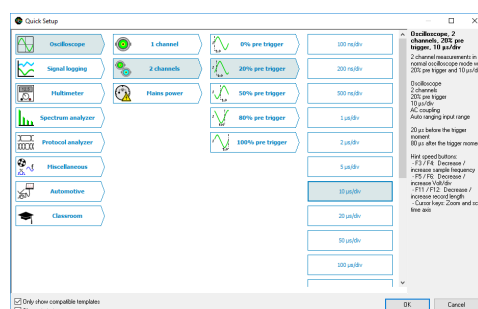 Quick Setup
Oscilloscope
Signal logging
Multimeter
Spectrum analyzer
Protocol analyzer
Miscellaneous
Automotive
Classroom
1 channel
2 channels
Mains power
0% pre trigger
20% pre trigger
50% pre trigger
80% pre trigger
100% pre trigger
100 ns/div
200 ns/div
500 ns/div
1 µs/div
2 µs/div
5 µs/div
10 µs/div
20 µs/div
50 µs/div
100 µs/div
Oscilloscope, 2
channels, 20% pre
trigger, 10 µs/div
2 channel measurements in
normal oscilloscope mode w
20% pre trigger and 10 µs/d
Oscilloscope
2 channels
20% pre trigger
10 µs/div
AC coupling
Auto ranging input range
20 µs before the trigger
moment
80 µs after the trigger mome
Hint speed buttons:
- F3 / F4: Decrease /
increase sample frequency
- F5 / F6: Decrease /
increase Volt/div
- F11 / F12: Decrease /
increase record length
- Cursor keys: Zoom and sc
time axis
Only show compatible templates
OK
Cancel